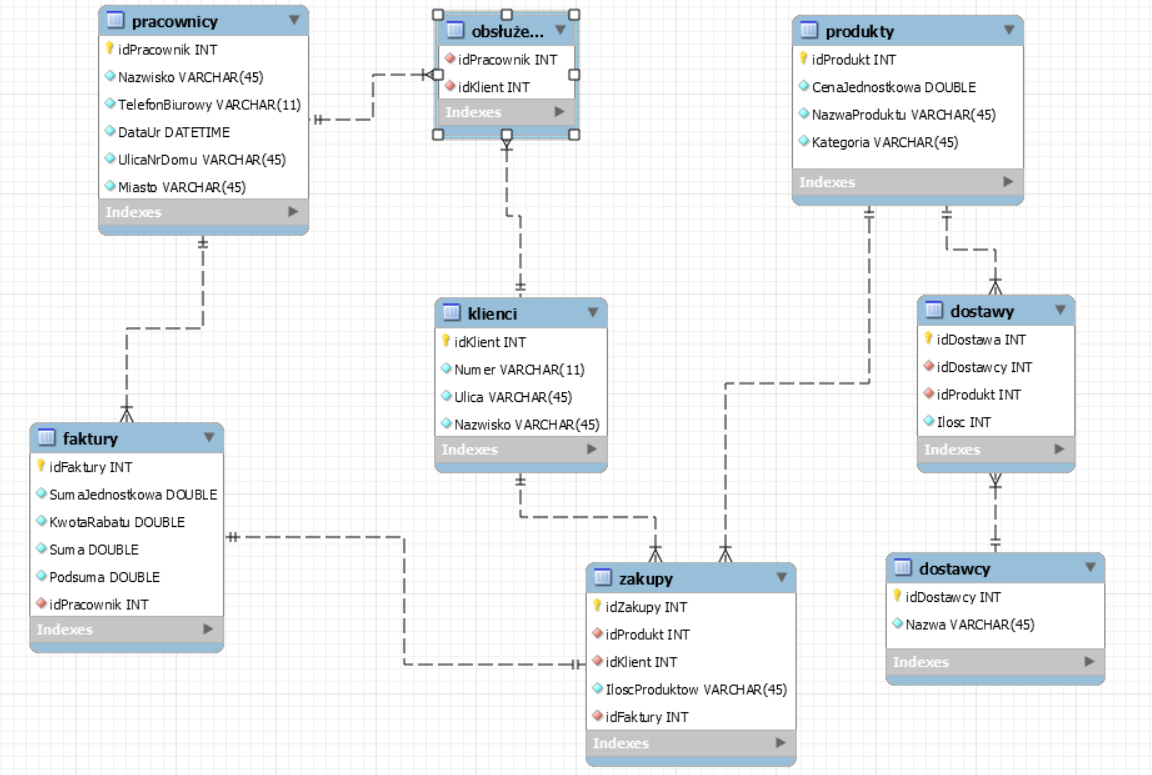 pracownicy
idPracownik INT
Nazwisko VARCHAR(45)
TelefonBiurowy VARCHAR(11)
DataUr DATETIME
UlicaNrDomu VARCHAR(45)
Miasto VARCHAR(45)
Indexes
obsłuże...
idPracownik INT
idKlient INT
Indexes
produkty
idProdukt INT
CenaJednostkowa DOUBLE
NazwaProduktu VARCHAR(45)
Kategoria VARCHAR(45)
Indexes
klienci
idKlient INT
Numer VARCHAR(11)
Ulica VARCHAR(45)
Nazwisko VARCHAR(45)
Indexes
dostawy
idDostawa INT
idDostawcy INT
idProdukt INT
Ilosc INT
Indexes
faktury
idFaktury INT
SumaJednostkowa DOUBLE
KwotaRabatu DOUBLE
Suma DOUBLE
Podsuma DOUBLE
idPracownik INT
Indexes
zakupy
idZakupy INT
idProdukt INT
idKlient INT
IloscProduktow VARCHAR(45)
idFaktury INT
Indexes
dostawcy
idDostawcy INT
Nazwa VARCHAR(45)
Indexes